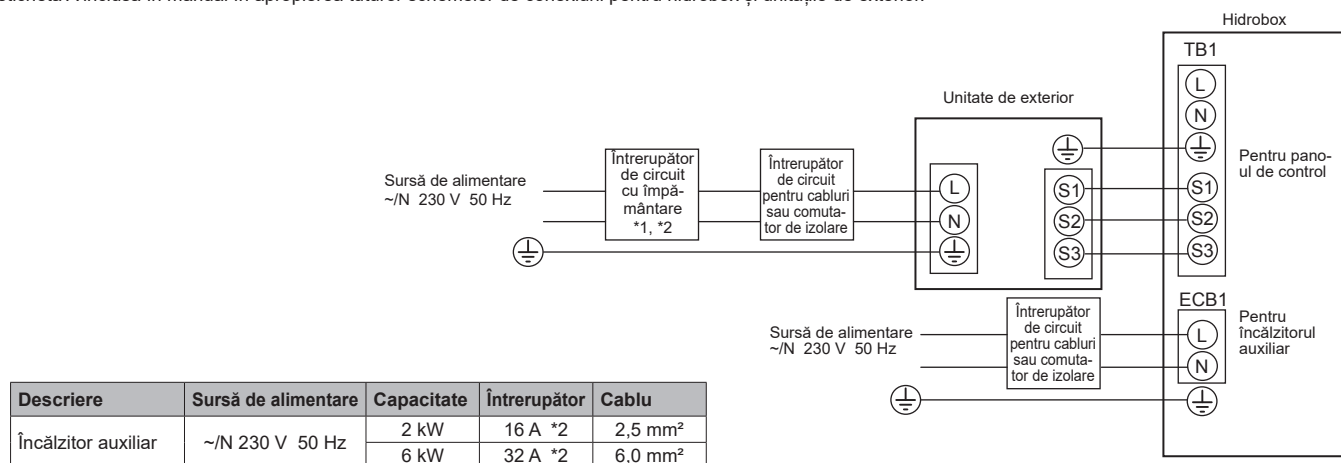 Hidrobox
TB1
L
N
Unitate de exterior
Pentru pano-
ul de control
Sursă de alimentare
~/N 230 V 50 Hz
Întrerupător
de circuit
cu împă-
mântare
*1, *2
Întrerupător
de circuit
pentru cabluri
sau comuta-
tor de izolare
L
N
S1
S2
S3
S1
S2
S3
ECB1
Pentru
încălzitorul
auxiliar
L
N
Sursă de alimentare
~/N 230 V 50 Hz
Întrerupător
de circuit
pentru cabluri
sau comuta-
tor de izolare
Descriere Sursă de alimentare Capacitate Întrerupător Cablu
Încălzitor auxiliar ~/N 230 V 50 Hz 2 kW 16 A *2 2,5 mm²
6 kW 32 A *2 6,0 mm²